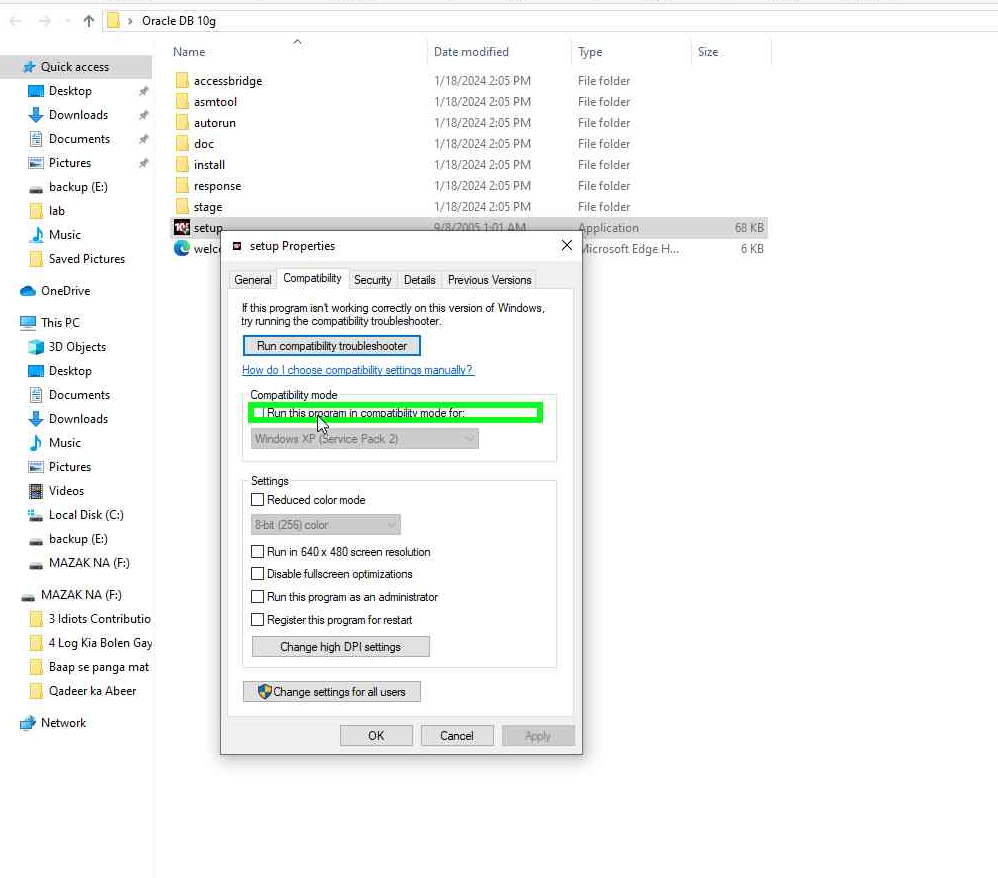 Oracle DB 10g
Name Date modified Type Size
Quick access
Desktop
Downloads
Documents
Pictures
backup (E:)
lab
Music
Saved Pictures
OneDrive
This PC
3D Objects
Desktop
Documents
Downloads
Music
Pictures
Videos
Local Disk (C:)
backup (E:)
MAZAK NA (F:)
MAZAK NA (F:)
3 Idiots Contributio
4 Log Kia Bolen Gay
Baap se panga mat
Qadeer ka Abeer
Network
accessbridge 1/18/2024 2:05 PM File folder
asmtool 1/18/2024 2:05 PM File folder
autorun 1/18/2024 2:05 PM File folder
doc 1/18/2024 2:05 PM File folder
install 1/18/2024 2:05 PM File folder
response 1/18/2024 2:05 PM File folder
stage 1/18/2024 2:05 PM File folder
setup 9/8/2005 1:01 AM Application 68 KB
welc Microsoft Edge H... 6 KB
setup Properties
General Compatibility Security Details Previous Versions
If this program isn't working correctly on this version of Windows,
try running the compatibility troubleshooter.
Run compatibility troubleshooter
How do I choose compatibility settings manually?
Compatibility mode
Run this program in compatibility mode for:
Windows XP (Service Pack 2)
Settings
Reduced color mode
8-bit (256) color
Run in 640 x 480 screen resolution
Disable fullscreen optimizations
Run this program as an administrator
Register this program for restart
Change high DPI settings
Change settings for all users
OK Cancel Apply